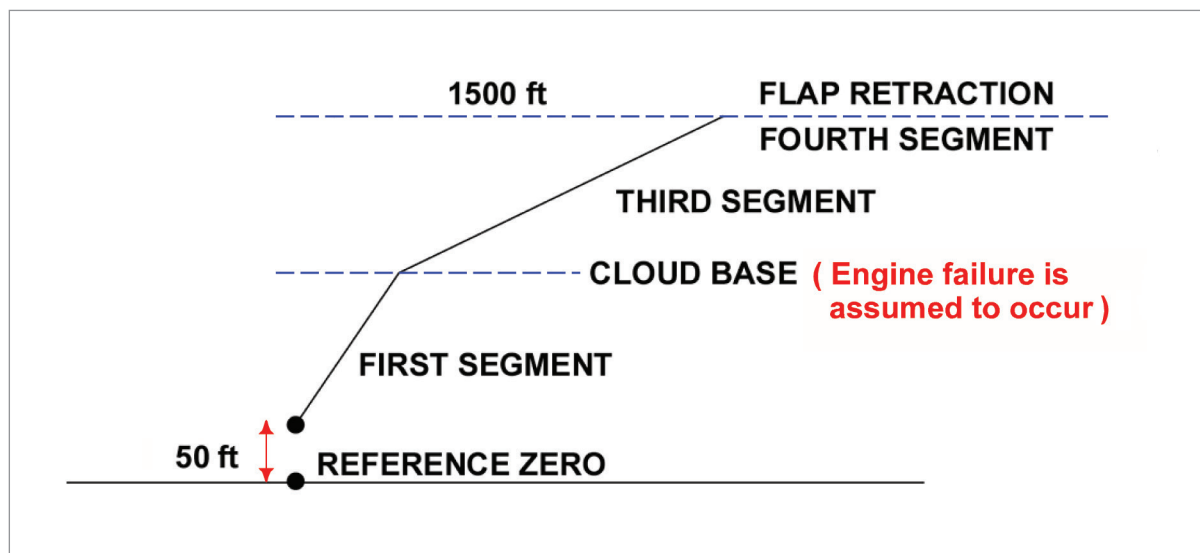 1500 ft
FLAP RETRACTION
FOURTH SEGMENT
THIRD SEGMENT
CLOUD BASE ( Engine failure is
assumed to occur )
FIRST SEGMENT
50 ft
REFERENCE ZERO